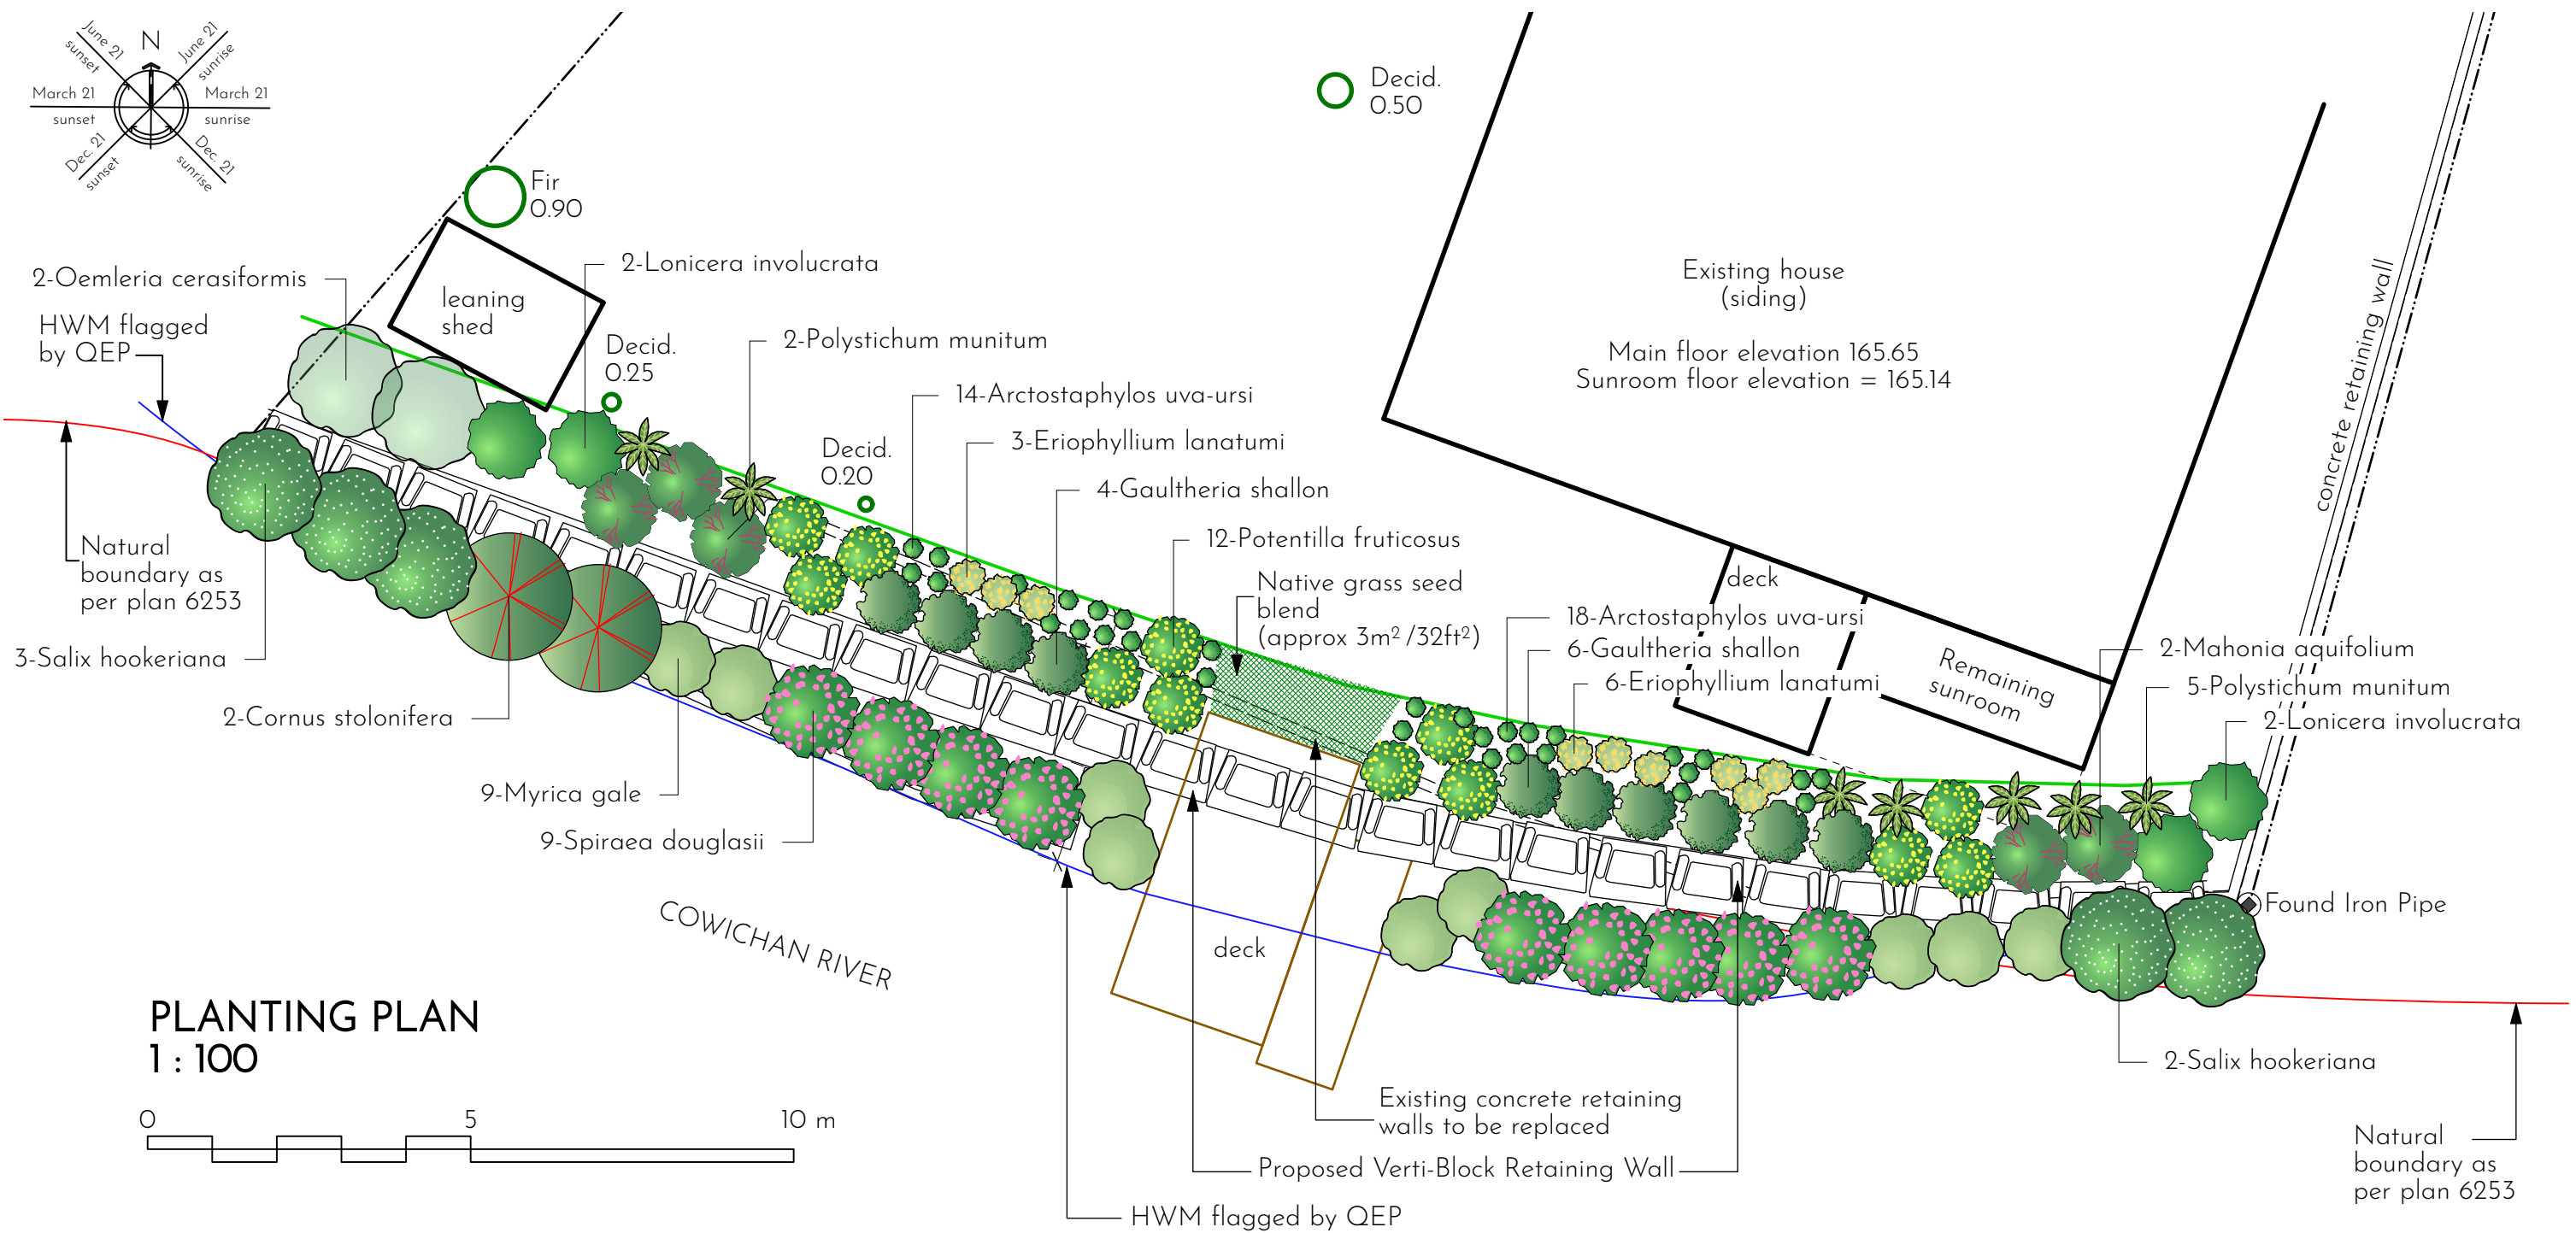 N
June 21
sunset
June 21
sunrise
March 21
sunset
March 21
sunrise
Dec. 21
sunset
Dec. 21
sunrise
Decid.
0.50
Fir
0.90
2-Oemleria cerasiformis
HWM flagged
by QEP
leaning
shed
2-Lonicera involucrata
Decid.
0.25
2-Polystichum munitum
14-Arctostaphylos uva-ursi
3-Eriophyllium lanatumi
Decid.
0.20
4-Gaultheria shallon
12-Potentilla fruticosus
Native grass seed
blend
(approx 3m² /32ft²)
Existing house
(siding)
Main floor elevation 165.65
Sunroom floor elevation = 165.14
concrete retaining wall
deck
18-Arctostaphylos uva-ursi
6-Gaultheria shallon
6-Eriophyllium lanatumi
Remaining
sunroom
2-Mahonia aquifolium
5-Polystichum munitum
2-Lonicera involucrata
Natural
boundary as
per plan 6253
3-Salix hookeriana
2-Cornus stolonifera
9-Myrica gale
9-Spiraea douglasii
X
COWICHAN RIVER
deck
Found Iron Pipe
2-Salix hookeriana
PLANTING PLAN
1 : 100
0 5 10 m
Existing concrete retaining
walls to be replaced
Proposed Verti-Block Retaining Wall
HWM flagged by QEP
Natural
boundary as
per plan 6253